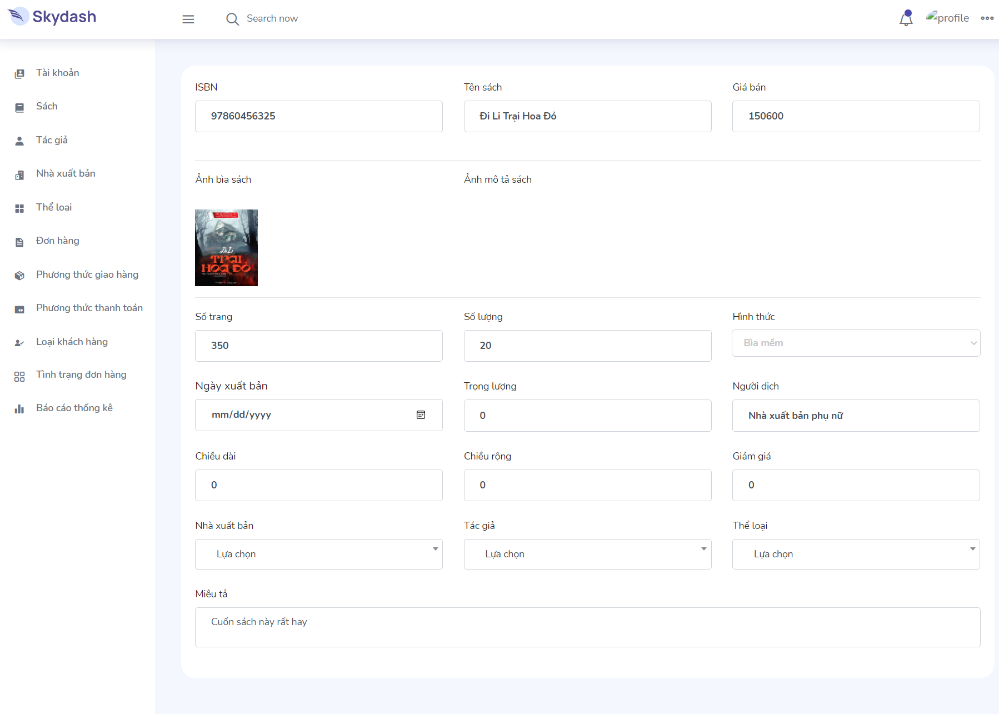 Skydash
Search now
profile
Tài khoản
Sách
Tác giả
Nhà xuất bản
Thể loại
Đơn hàng
Phương thức giao hàng
Phương thức thanh toán
Loại khách hàng
Tình trạng đơn hàng
Báo cáo thống kê
ISBN Tên sách Giá bán
97860456325 Đi Li Trại Hoa Đỏ 150600
Ảnh bìa sách Ảnh mô tả sách
Di Li
TRẠI
HOA ĐỎ
Số trang Số lượng Hình thức
350 20 Bìa mềm
Ngày xuất bản Trọng lượng Người dịch
mm/dd/yyyy 0 Nhà xuất bản phụ nữ
Chiều dài Chiều rộng Giảm giá
0 0 0
Nhà xuất bản Tác giả Thể loại
Lựa chọn Lựa chọn Lựa chọn
Miêu tả
Cuốn sách này rất hay